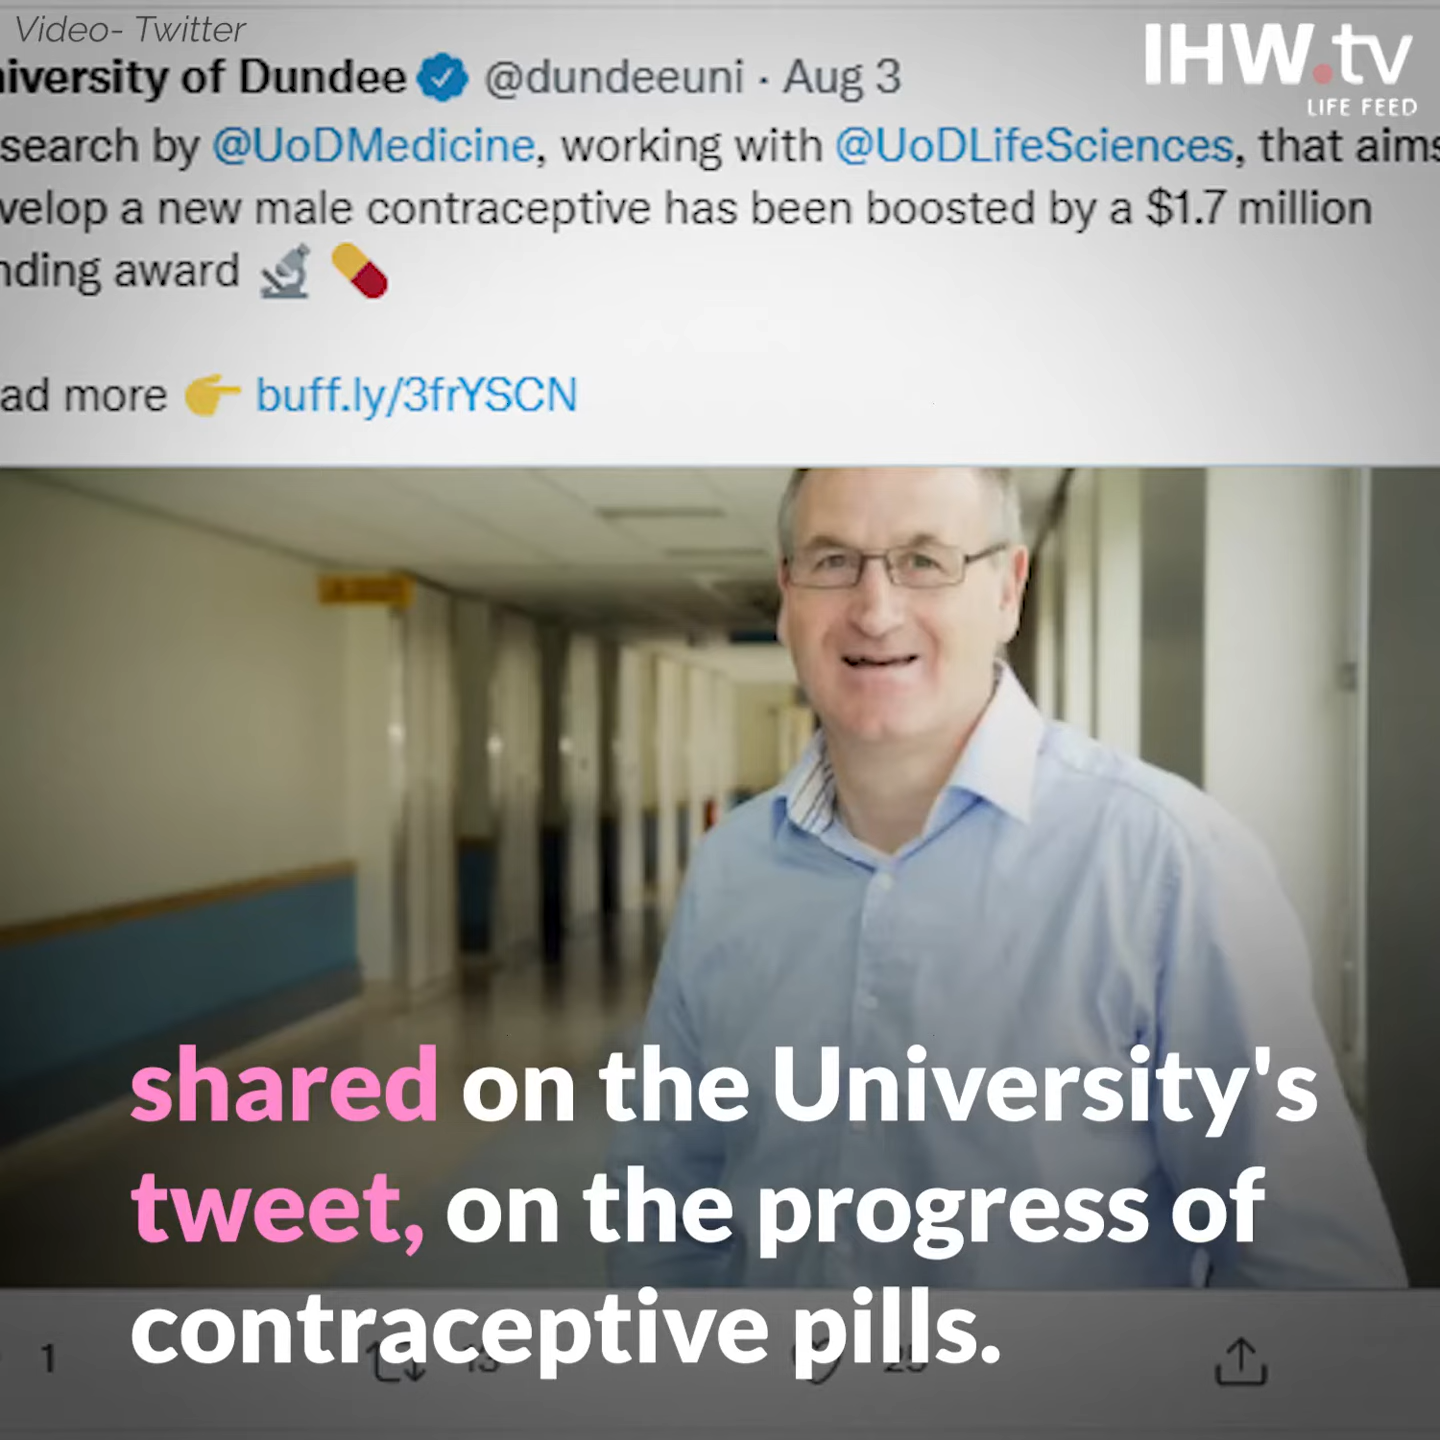 Video- Twitter
IHW.tv
LIFE FEED
iversity of Dundee @dundeeuni · Aug 3
search by @UoDMedicine, working with @UoDLifeSciences, that aims
velop a new male contraceptive has been boosted by a $1.7 million
nding award
ad more buff.ly/3frYSCN
shared on the University's
tweet, on the progress of
contraceptive pills.
1